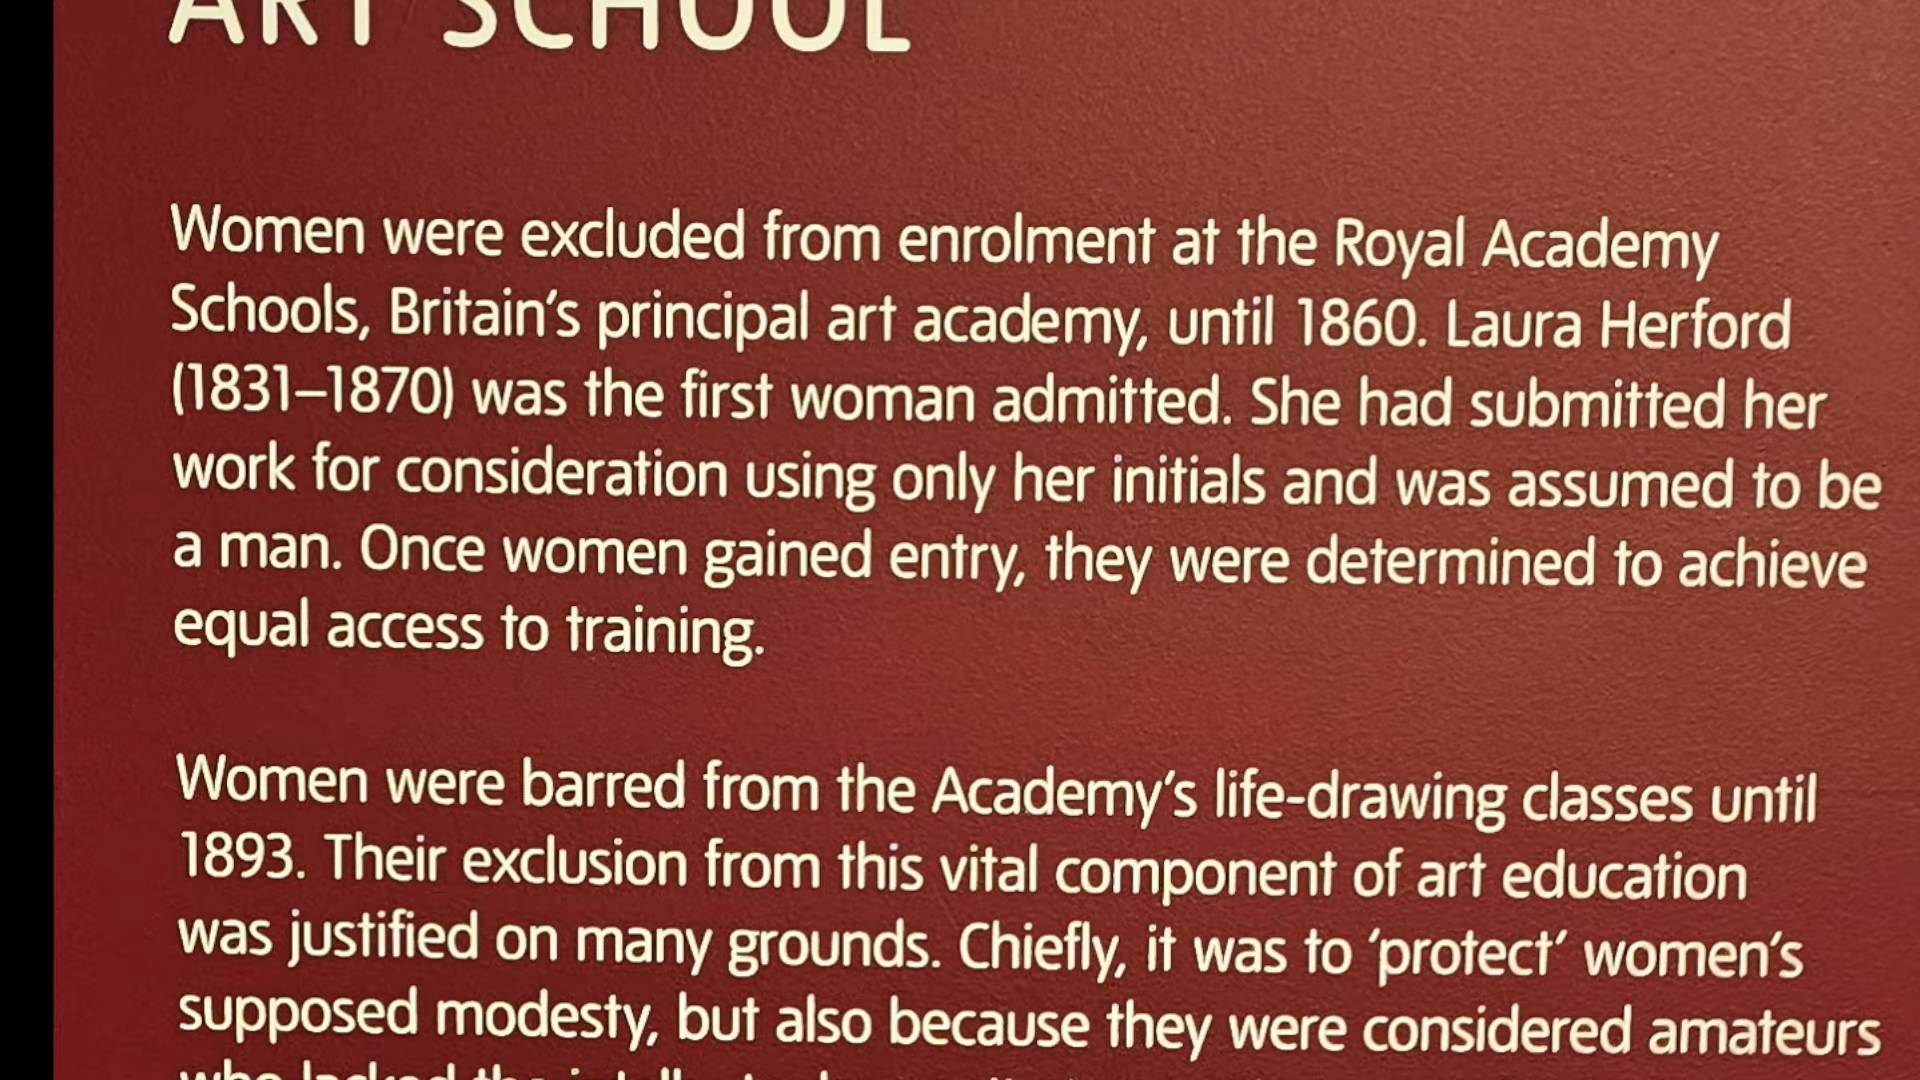 ART SCHOOL
Women were excluded from enrolment at the Royal Academy
Schools, Britain's principal art academy, until 1860. Laura Herford
(1831–1870) was the first woman admitted. She had submitted her
work for consideration using only her initials and was assumed to be
a man. Once women gained entry, they were determined to achieve
equal access to training.
Women were barred from the Academy's life-drawing classes until
1893. Their exclusion from this vital component of art education
was justified on many grounds. Chiefly, it was to 'protect' women's
supposed modesty, but also because they were considered amateurs
who lacked the